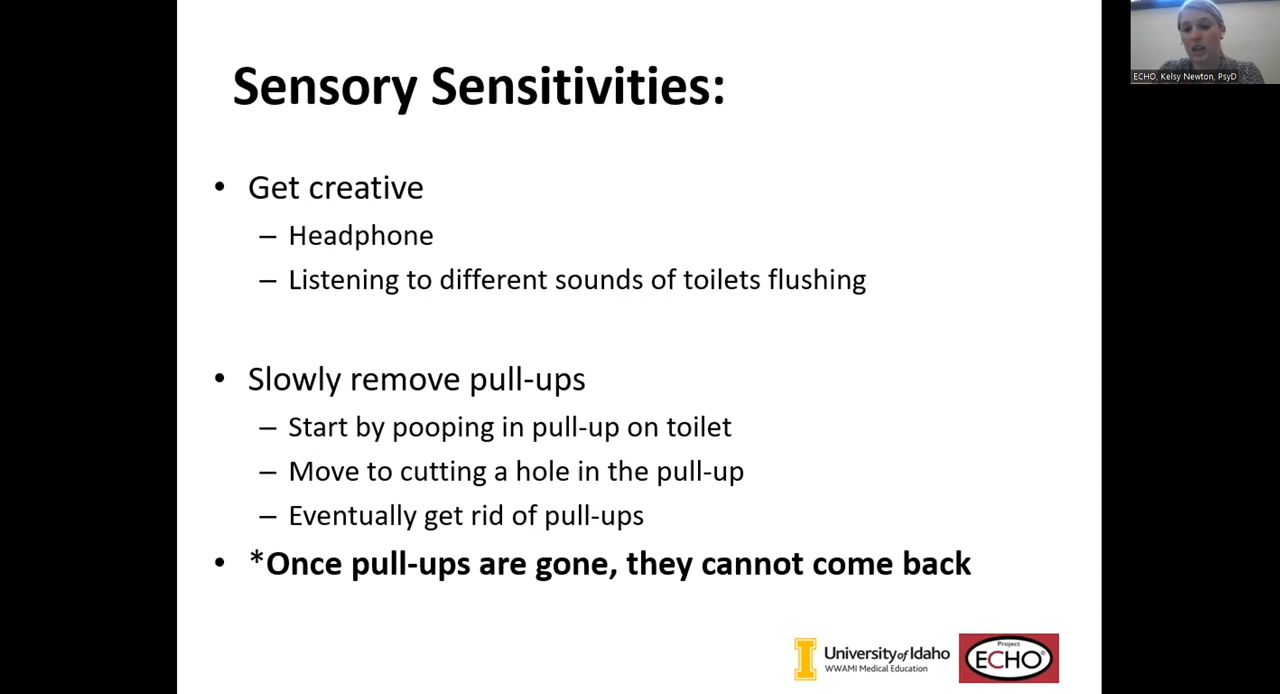 ECHO, Kelsy Newton, PsyD
Sensory Sensitivities:
• Get creative
– Headphone
– Listening to different sounds of toilets flushing
• Slowly remove pull-ups
– Start by pooping in pull-up on toilet
– Move to cutting a hole in the pull-up
– Eventually get rid of pull-ups
• *Once pull-ups are gone, they cannot come back
University of Idaho
WWAMI Medical Education
Project
ECHO®